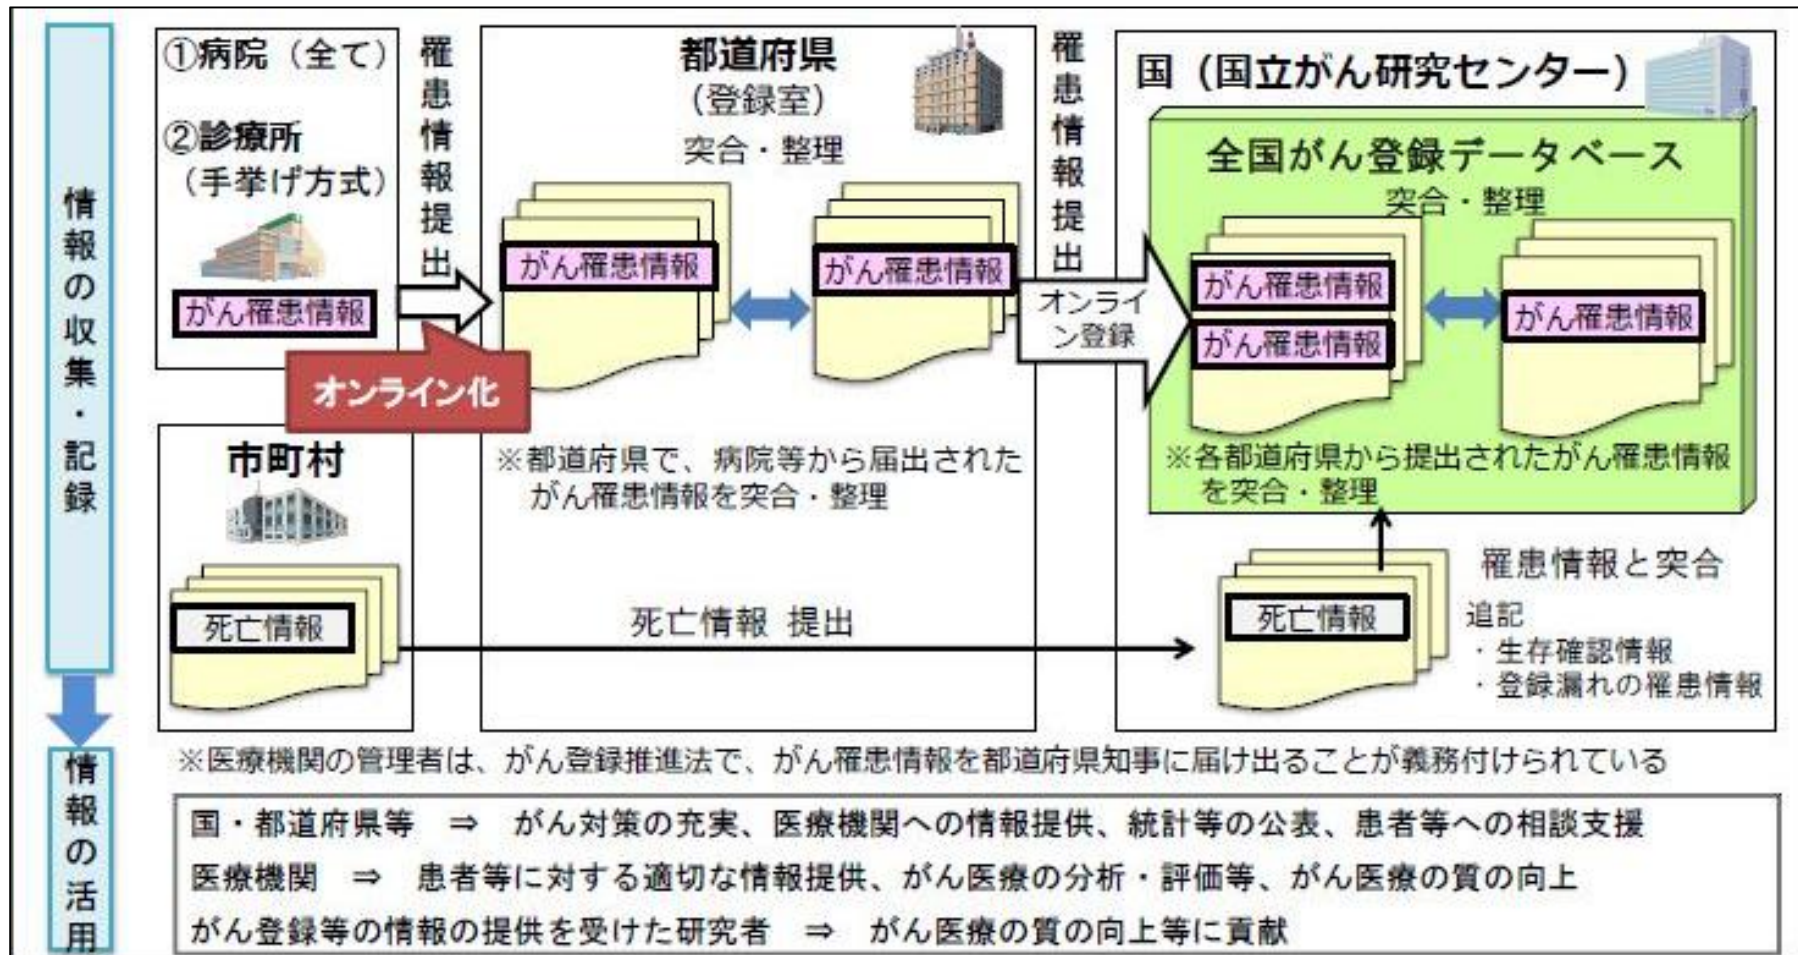 情報の収集・記録
①病院（全て）
②診療所
（手挙げ方式）
がん罹患情報
罹患情報提出
オンライン化
都道府県
（登録室）
突合・整理
がん罹患情報
がん罹患情報
※都道府県で、病院等から届出された
がん罹患情報を突合・整理
罹患情報提出
オンライ
ン登録
国（国立がん研究センター）
全国がん登録データベース
突合・整理
がん罹患情報
がん罹患情報
がん罹患情報
※各都道府県から提出されたがん罹患情報
を突合・整理
市町村
死亡情報
死亡情報 提出
死亡情報
罹患情報と突合
追記
・生存確認情報
・登録漏れの罹患情報
※医療機関の管理者は、がん登録推進法で、がん罹患情報を都道府県知事に届け出ることが義務付けられている
情報の活用
国・都道府県等 ⇒ がん対策の充実、医療機関への情報提供、統計等の公表、患者等への相談支援
医療機関 ⇒ 患者等に対する適切な情報提供、がん医療の分析・評価等、がん医療の質の向上
がん登録等の情報の提供を受けた研究者 ⇒ がん医療の質の向上等に貢献